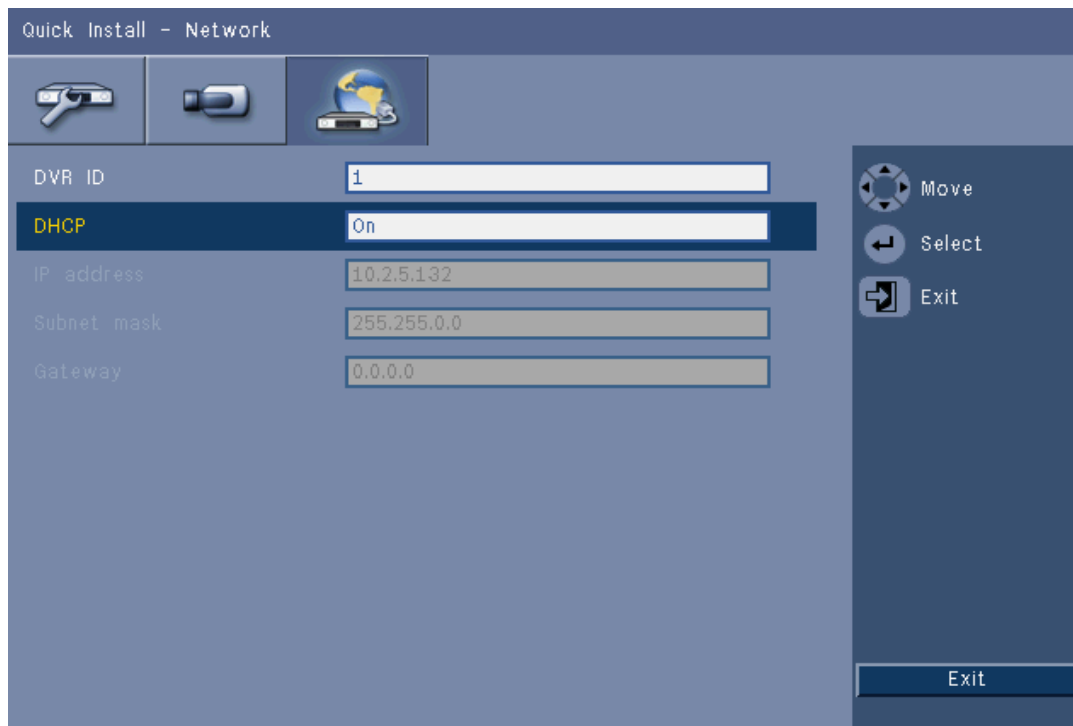 Quick Install - Network
DVR ID 1
DHCP On
IP address 10.2.5.132
Subnet mask 255.255.0.0
Gateway 0.0.0.0
Move
Select
Exit
Exit